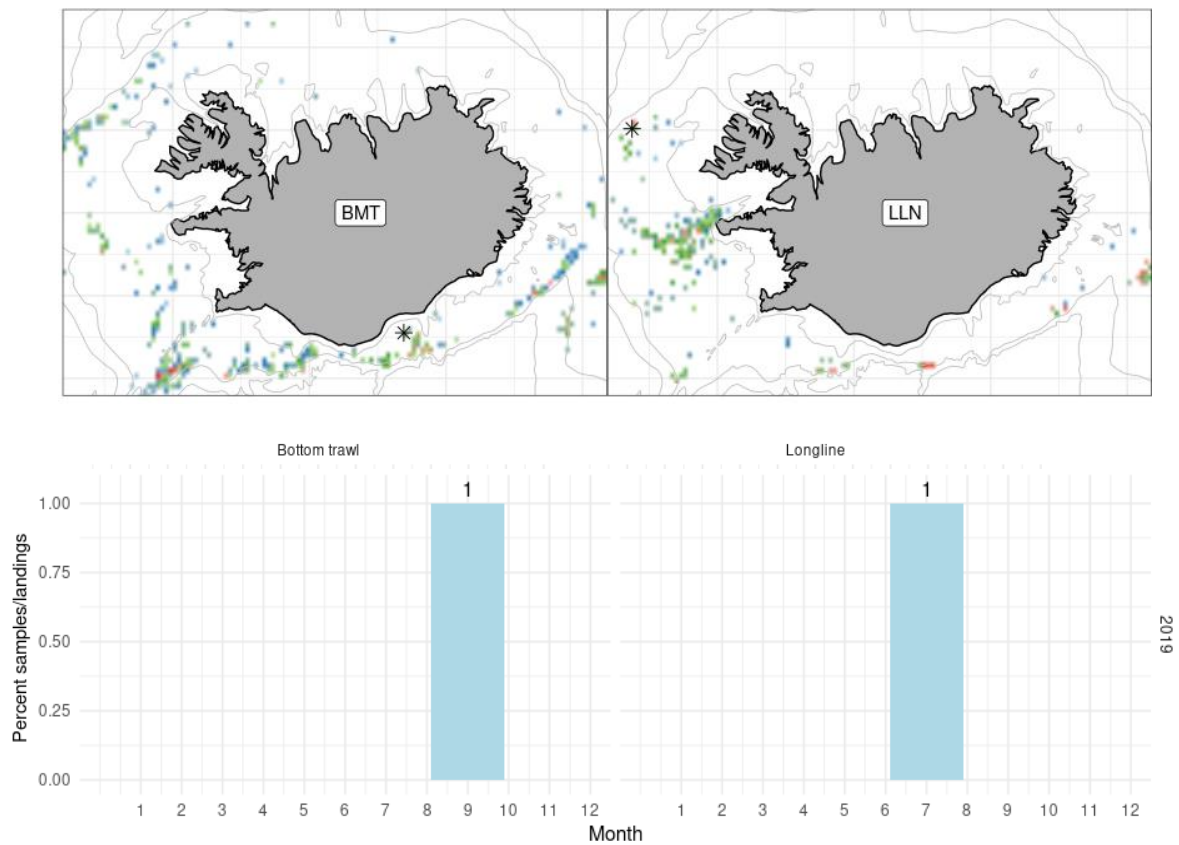 BMT LLN
Bottom trawl Longline
1 1
1.00
0.75
0.50
0.25
0.00
Percent samples/landings
2019
1 2 3 4 5 6 7 8 9 10 11 12 1 2 3 4 5 6 7 8 9 10 11 12
Month